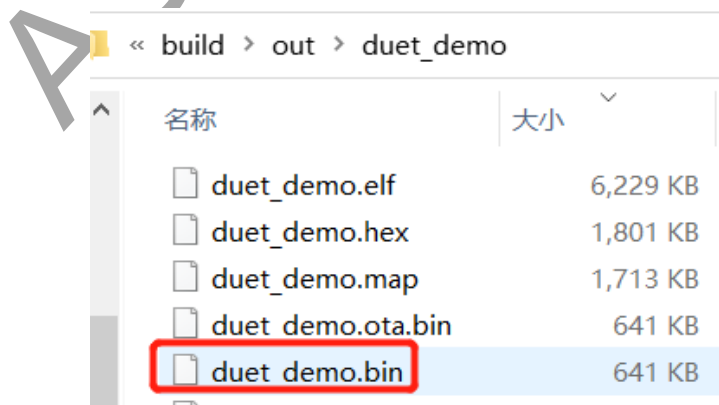 « build > out > duet_demo
名称 大小
duet_demo.elf 6,229 KB
duet_demo.hex 1,801 KB
duet_demo.map 1,713 KB
duet_demo.ota.bin 641 KB
duet_demo.bin 641 KB